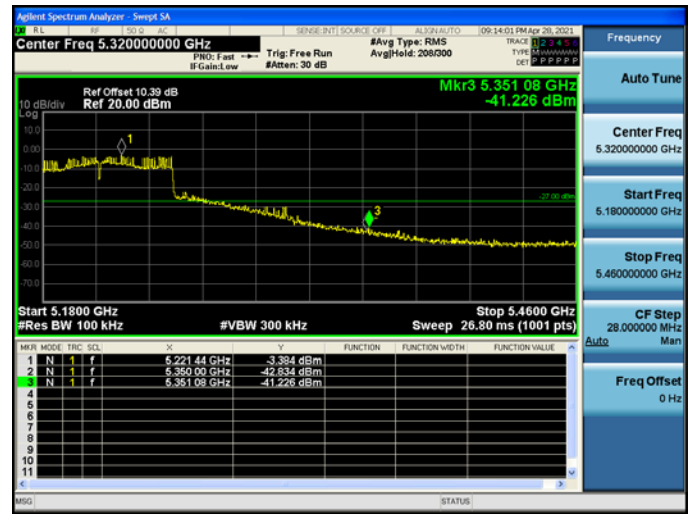 Agilent Spectrum Analyzer - Swept SA
RL RF 50 Ω AC SENSE:INT SOURCE OFF ALIGNAUTO 09:14:01 PM Apr 28, 2021
Center Freq 5.320000000 GHz
PNO: Fast
IFGain:Low
Trig: Free Run
#Atten: 30 dB
#Avg Type: RMS
Avg|Hold: 208/300
TRACE 1 2 3 4 5 6
TYPE M
DET P P P P P P
Frequency
Mkr3 5.351 08 GHz
-41.226 dBm
Ref Offset 10.39 dB
10 dB/div Ref 20.00 dBm
Log
10.0
0.00
-10.0
-20.0
-30.0
-40.0
-50.0
-60.0
-70.0
1
3
-27.00 dBm
Start 5.1800 GHz Stop 5.4600 GHz
#Res BW 100 kHz #VBW 300 kHz Sweep 26.80 ms (1001 pts)
MKR MODE TRC SCL X Y FUNCTION FUNCTION WIDTH FUNCTION VALUE
1 N 1 f 5.221 44 GHz -3.394 dBm
2 N 1 f 5.350 00 GHz -42.834 dBm
3 N 1 f 5.351 08 GHz -41.226 dBm
4
5
6
7
8
9
10
11
MSG STATUS
Auto Tune
Center Freq
5.320000000 GHz
Start Freq
5.180000000 GHz
Stop Freq
5.460000000 GHz
CF Step
28.000000 MHz
Auto Man
Freq Offset
0 Hz